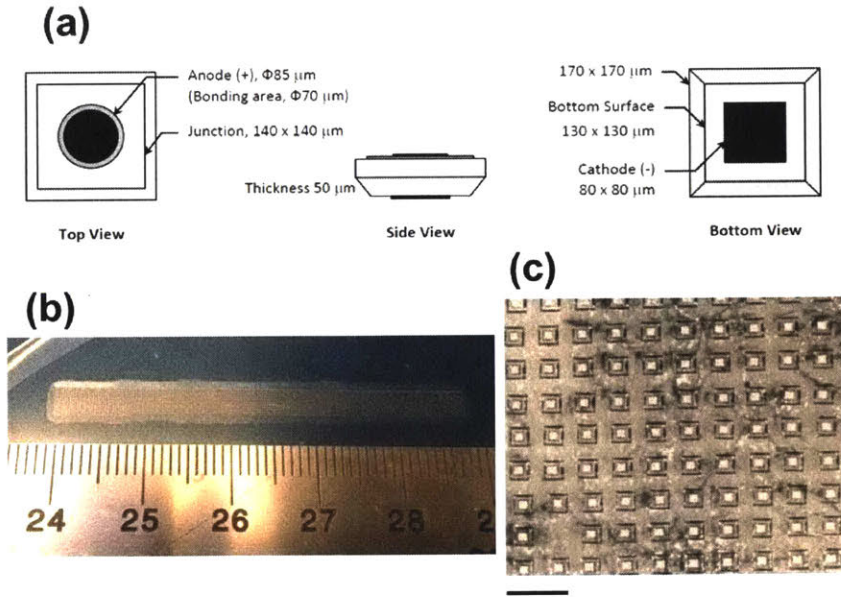 (a)
Anode (+), Φ85 μm
(Bonding area, Φ70 μm)
Junction, 140 x 140 μm
Top View
Thickness 50 μm
Side View
170 x 170 μm
Bottom Surface
130 x 130 μm
Cathode (-)
80 x 80 μm
Bottom View
(b)
24 25 26 27 28 2
(c)